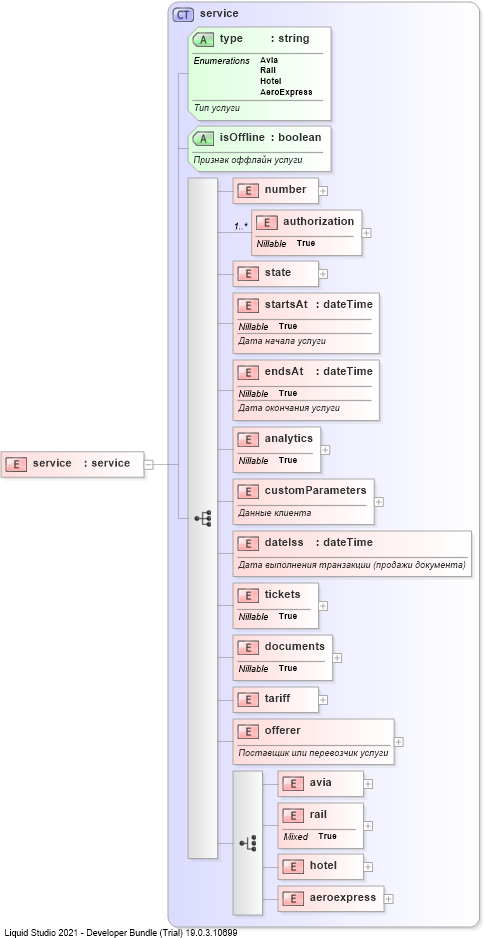 CT service
A type : string
Enumerations Avia
Rail
Hotel
AeroExpress
Тип услуги
A isOffline : boolean
Признак оффлайн услуги
E number
1..* E authorization
Nillable True
E state
E startsAt : dateTime
Nillable True
Дата начала услуги
E endsAt : dateTime
Nillable True
Дата окончания услуги
E analytics
Nillable True
E service : service
E customParameters
Данные клиента
E dateIss : dateTime
Дата выполнения транзакции (продажи документа)
E tickets
Nillable True
E documents
Nillable True
E tariff
E offerer
Поставщик или перевозчик услуги
E avia
E rail
Mixed True
E hotel
E aeroexpress
Liquid Studio 2021 - Developer Bundle (Trial) 19.0.3.10699